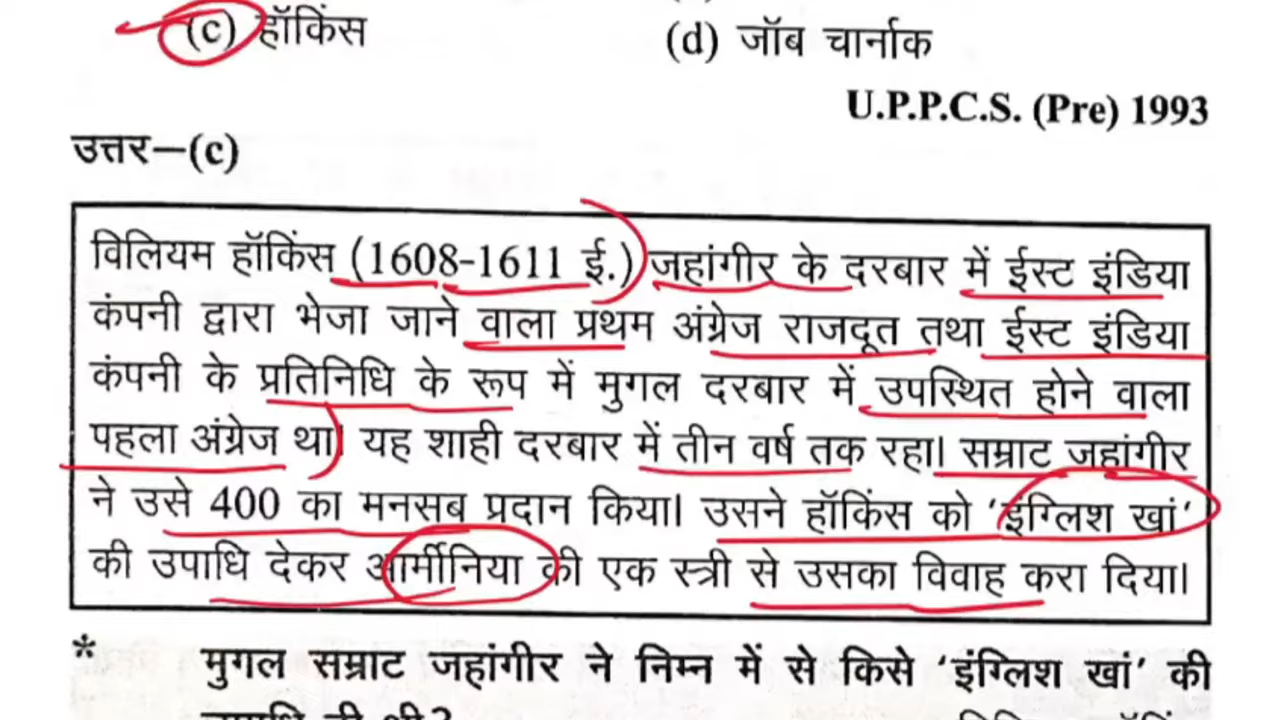 (c) हॉकिंस
(d) जॉब चार्नाक
U.P.P.C.S. (Pre) 1993
उत्तर–(c)
विलियम हॉकिंस (1608-1611 ई.) जहांगीर के दरबार में ईस्ट इंडिया
कंपनी द्वारा भेजा जाने वाला प्रथम अंग्रेज राजदूत तथा ईस्ट इंडिया
कंपनी के प्रतिनिधि के रूप में मुगल दरबार में उपस्थित होने वाला
पहला अंग्रेज था। यह शाही दरबार में तीन वर्ष तक रहा। सम्राट जहांगीर
ने उसे 400 का मनसब प्रदान किया। उसने हॉकिंस को ‘इंग्लिश खां’
की उपाधि देकर आर्मीनिया की एक स्त्री से उसका विवाह करा दिया।
* मुगल सम्राट जहांगीर ने निम्न में से किसे ‘इंग्लिश खां’ की